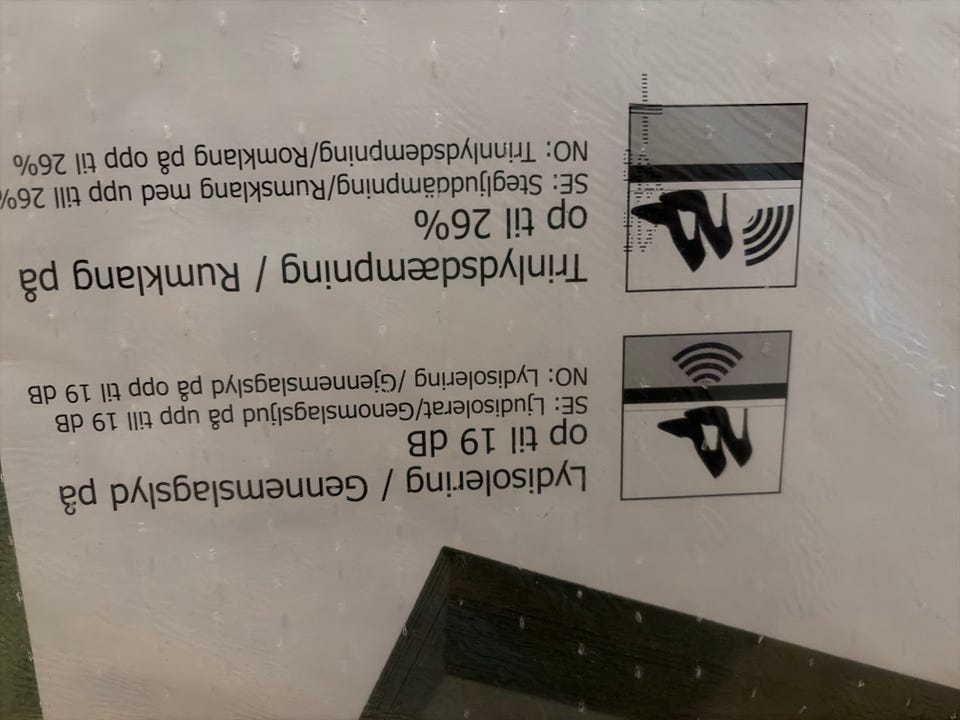 Lydisolering / Gennemslagslyd på
op til 19 dB
SE: Ljudisolerat/Genomslagsljud på upp till 19 dB
NO: Lydisolering /Gjennemslagslyd på opp til 19 dB
Trinlydsdæmpning / Rumklang på
op til 26%
SE: Stegljuddämpning/Rumsklang med upp till 26%
NO: Trinnlydsdempning/Romklang på opp til 26%